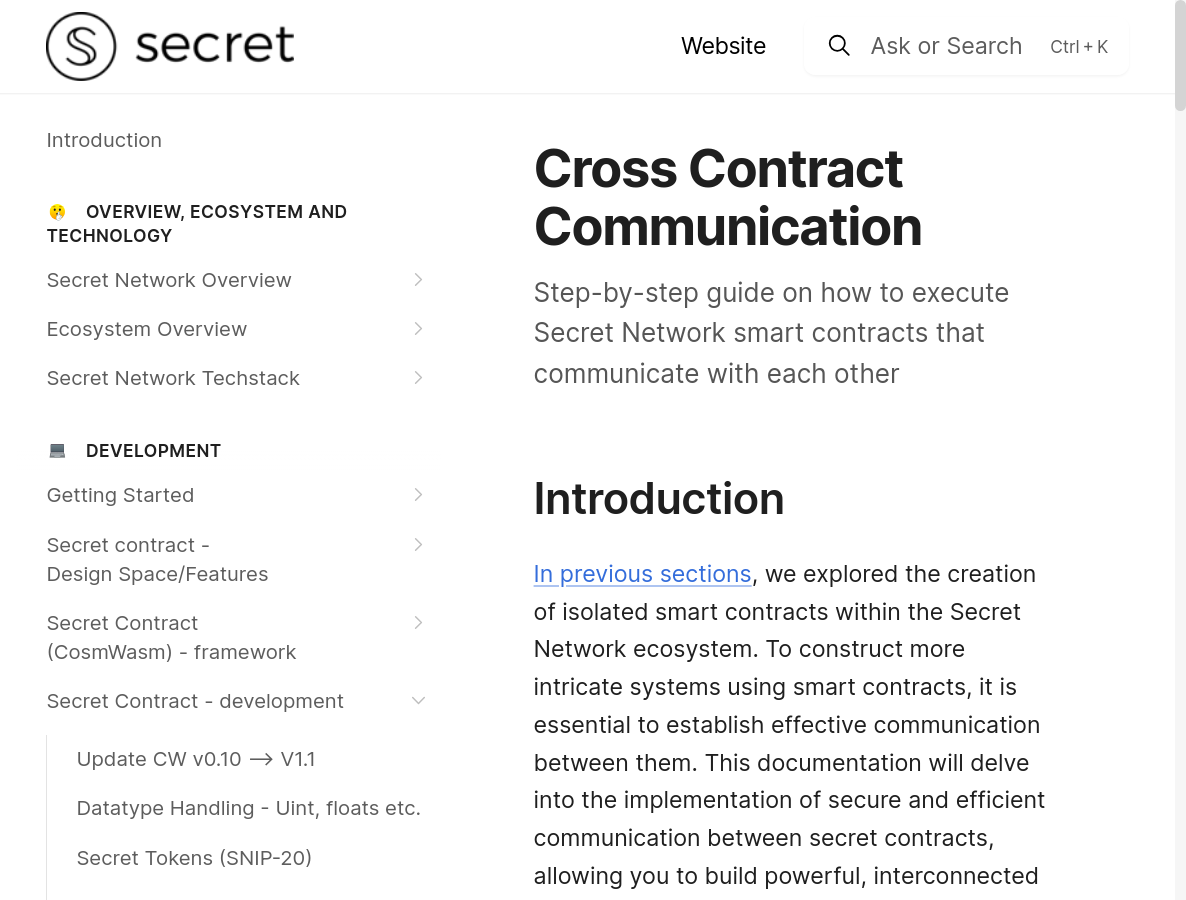 secret
Website
Ask or Search
Ctrl + K
Introduction
OVERVIEW, ECOSYSTEM AND
TECHNOLOGY
Secret Network Overview
Ecosystem Overview
Secret Network Techstack
DEVELOPMENT
Getting Started
Secret contract -
Design Space/Features
Secret Contract
(CosmWasm) - framework
Secret Contract - development
Update CW v0.10 --> V1.1
Datatype Handling - Uint, floats etc.
Secret Tokens (SNIP-20)
Cross Contract
Communication
Step-by-step guide on how to execute
Secret Network smart contracts that
communicate with each other
Introduction
In previous sections, we explored the creation
of isolated smart contracts within the Secret
Network ecosystem. To construct more
intricate systems using smart contracts, it is
essential to establish effective communication
between them. This documentation will delve
into the implementation of secure and efficient
communication between secret contracts,
allowing you to build powerful, interconnected